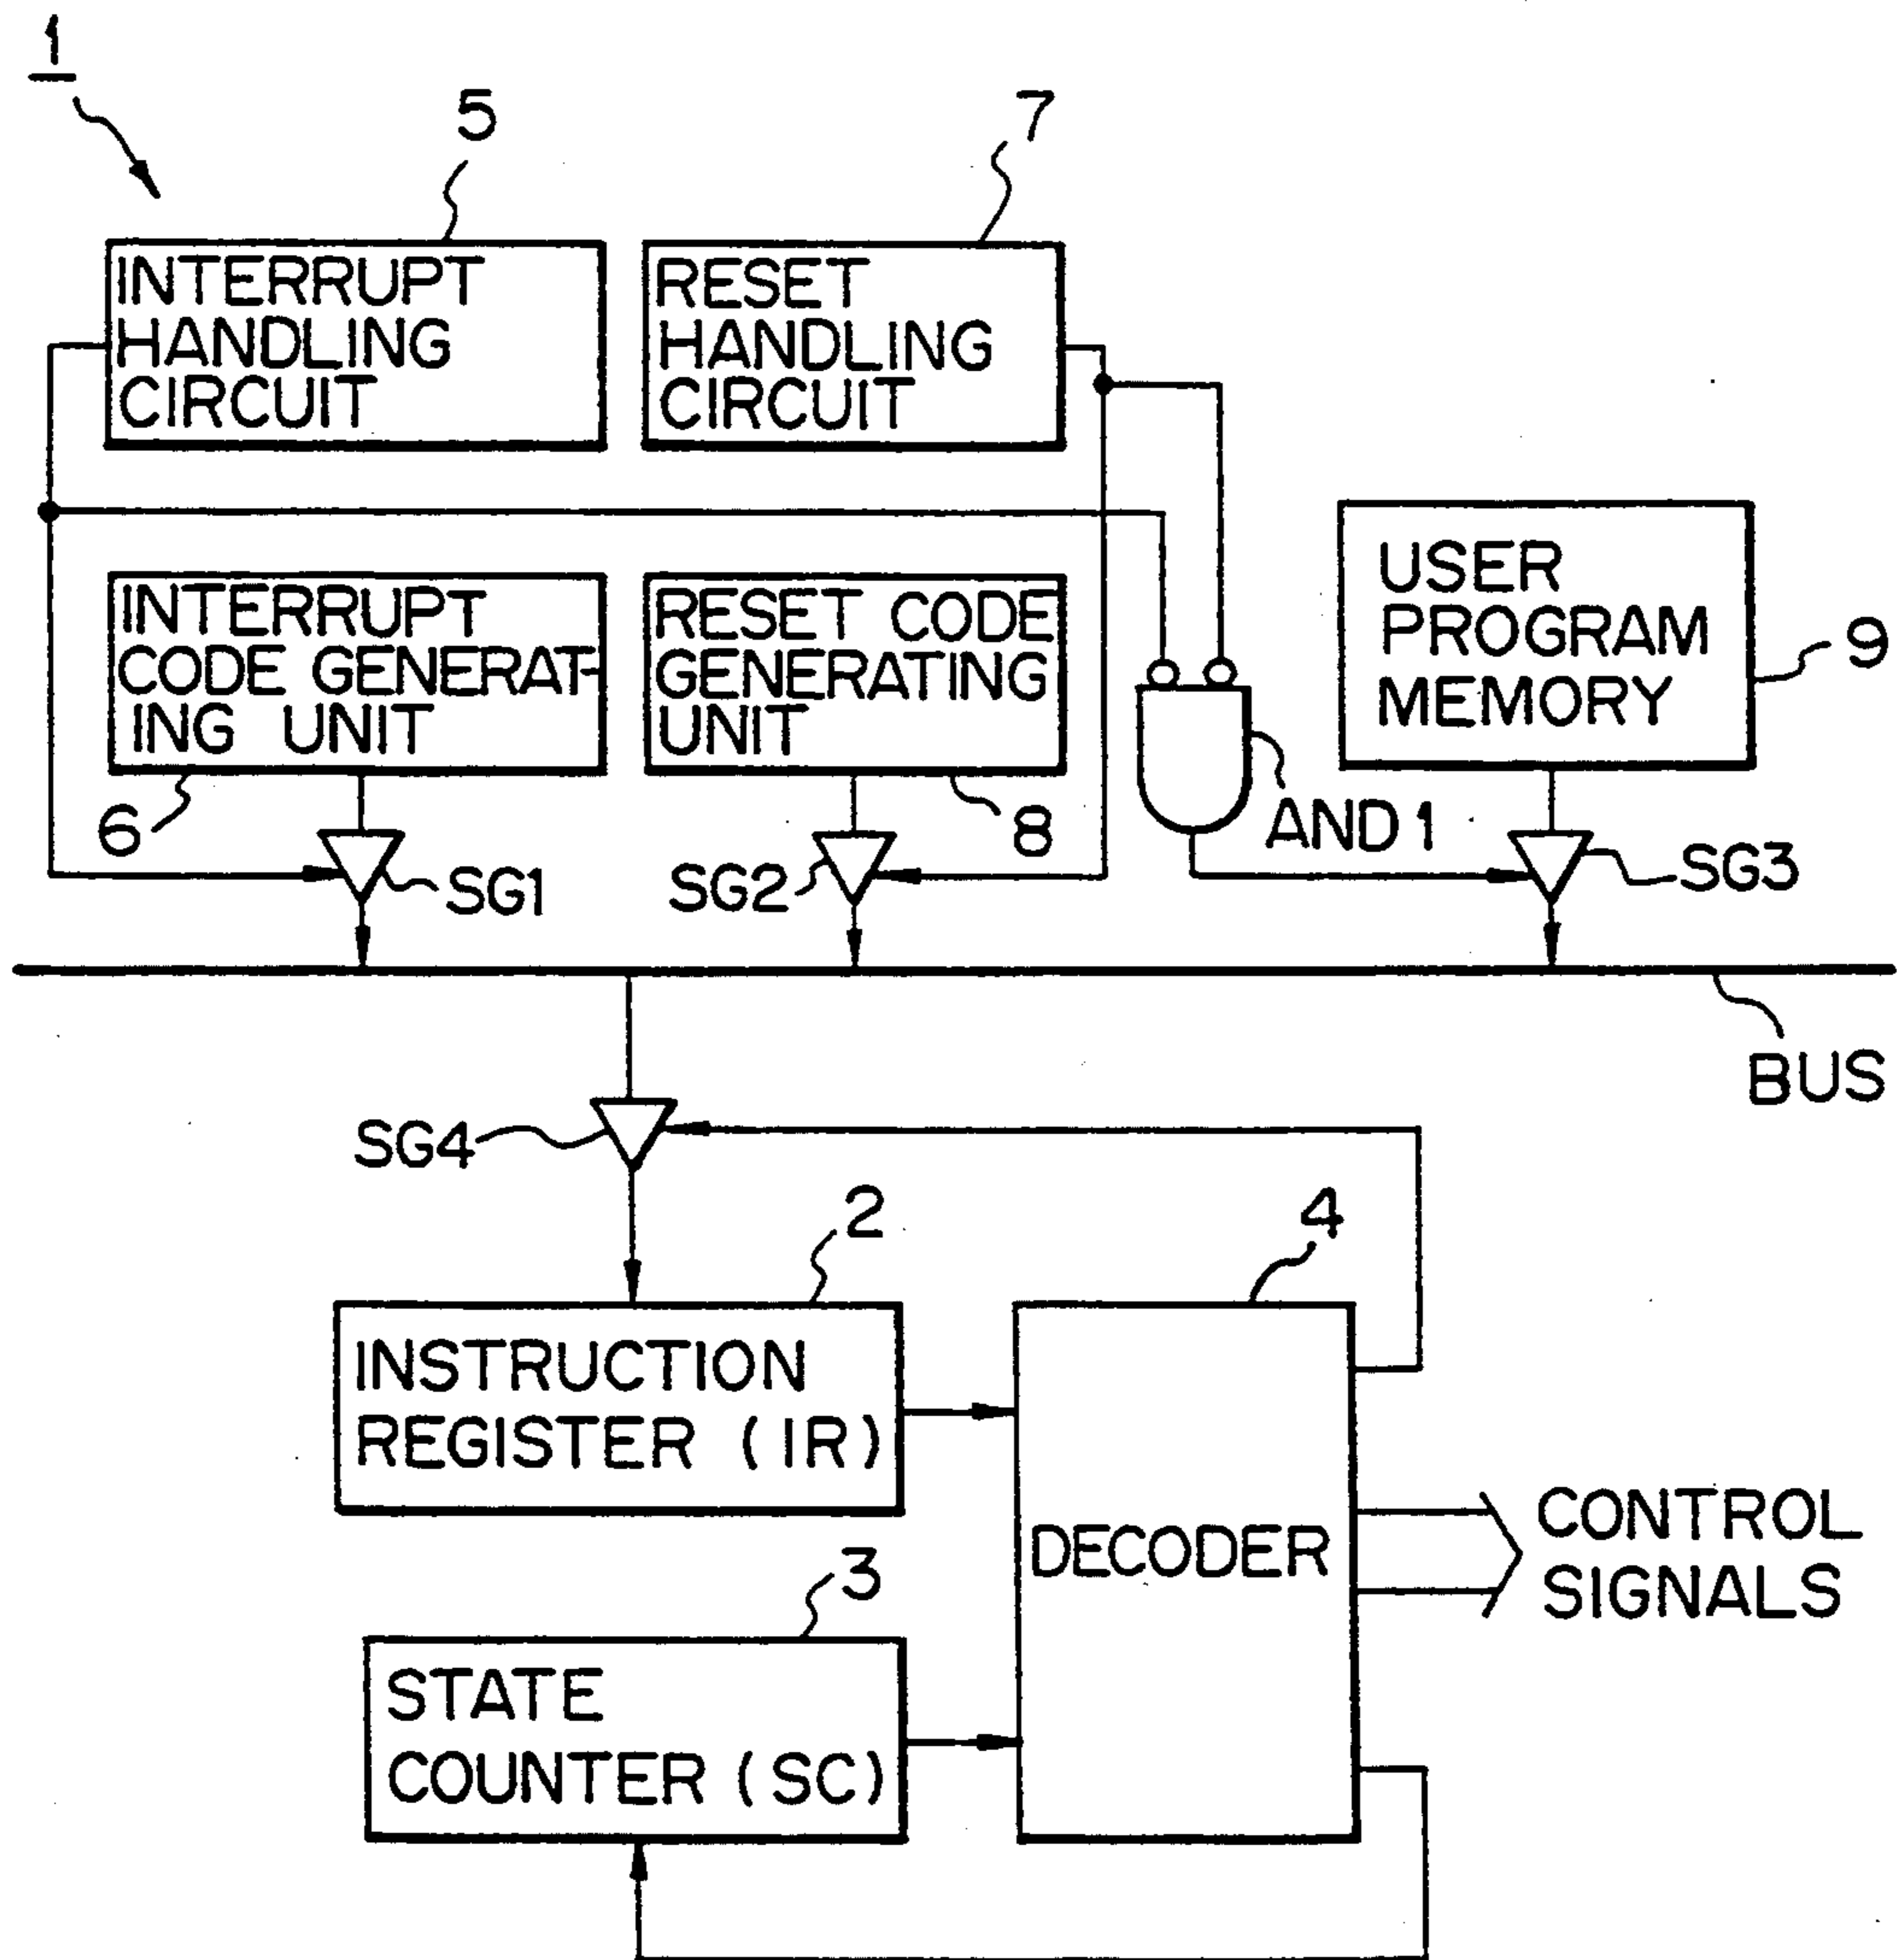 1
5
7
INTERRUPT
HANDLING
CIRCUIT
RESET
HANDLING
CIRCUIT
INTERRUPT
CODE GENERAT-
ING UNIT
RESET CODE
GENERATING
UNIT
USER
PROGRAM
MEMORY
9
6
8
AND 1
SG1
SG2
SG3
BUS
SG4
2
4
INSTRUCTION
REGISTER (IR)
DECODER
CONTROL
SIGNALS
3
STATE
COUNTER (SC)